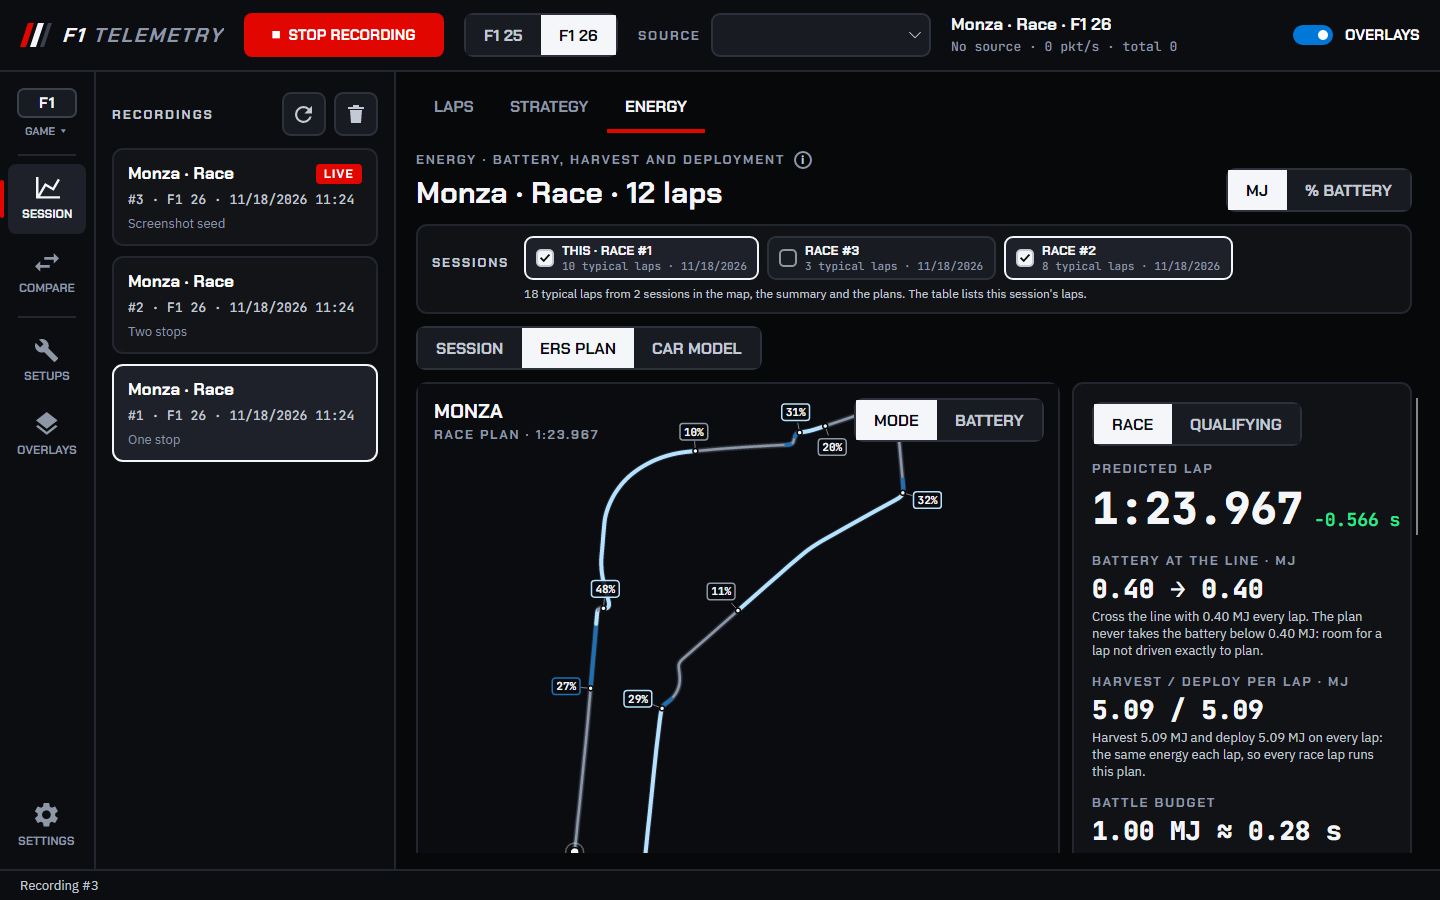 F1 TELEMETRY
STOP RECORDING
F1 25
F1 26
SOURCE
Monza · Race · F1 26
No source · 0 pkt/s · total 0
OVERLAYS
F1
GAME
SESSION
COMPARE
SETUPS
OVERLAYS
SETTINGS
RECORDINGS
Monza · Race
LIVE
#3 · F1 26 · 11/18/2026 11:24
Screenshot seed
Monza · Race
#2 · F1 26 · 11/18/2026 11:24
Two stops
Monza · Race
#1 · F1 26 · 11/18/2026 11:24
One stop
LAPS
STRATEGY
ENERGY
ENERGY · BATTERY, HARVEST AND DEPLOYMENT
Monza · Race · 12 laps
MJ
% BATTERY
SESSIONS
THIS · RACE #1
10 typical laps · 11/18/2026
RACE #3
3 typical laps · 11/18/2026
RACE #2
8 typical laps · 11/18/2026
18 typical laps from 2 sessions in the map, the summary and the plans. The table lists this session's laps.
SESSION
ERS PLAN
CAR MODEL
MONZA
RACE PLAN · 1:23.967
MODE
BATTERY
31%
10%
20%
32%
48%
11%
27%
29%
RACE
QUALIFYING
PREDICTED LAP
1:23.967 -0.566 s
BATTERY AT THE LINE · MJ
0.40 → 0.40
Cross the line with 0.40 MJ every lap. The plan
never takes the battery below 0.40 MJ: room for a
lap not driven exactly to plan.
HARVEST / DEPLOY PER LAP · MJ
5.09 / 5.09
Harvest 5.09 MJ and deploy 5.09 MJ on every lap:
the same energy each lap, so every race lap runs
this plan.
BATTLE BUDGET
1.00 MJ ≈ 0.28 s
Recording #3